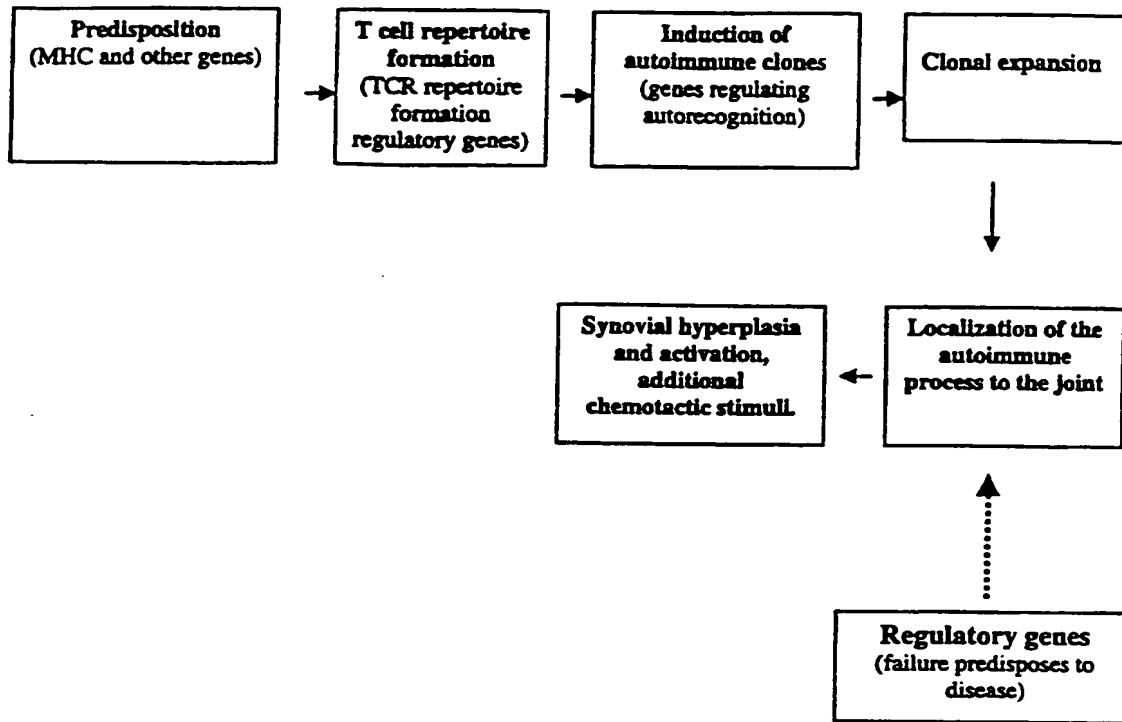 Predisposition
(MHC and other genes)
T cell repertoire
formation
(TCR repertoire
formation
regulatory genes)
Induction of
autoimmune clones
(genes regulating
autorecognition)
Clonal expansion
Localization of the
autoimmune
process to the joint
Synovial hyperplasia
and activation,
additional
chemotactic stimuli.
Regulatory genes
(failure predisposes to
disease)